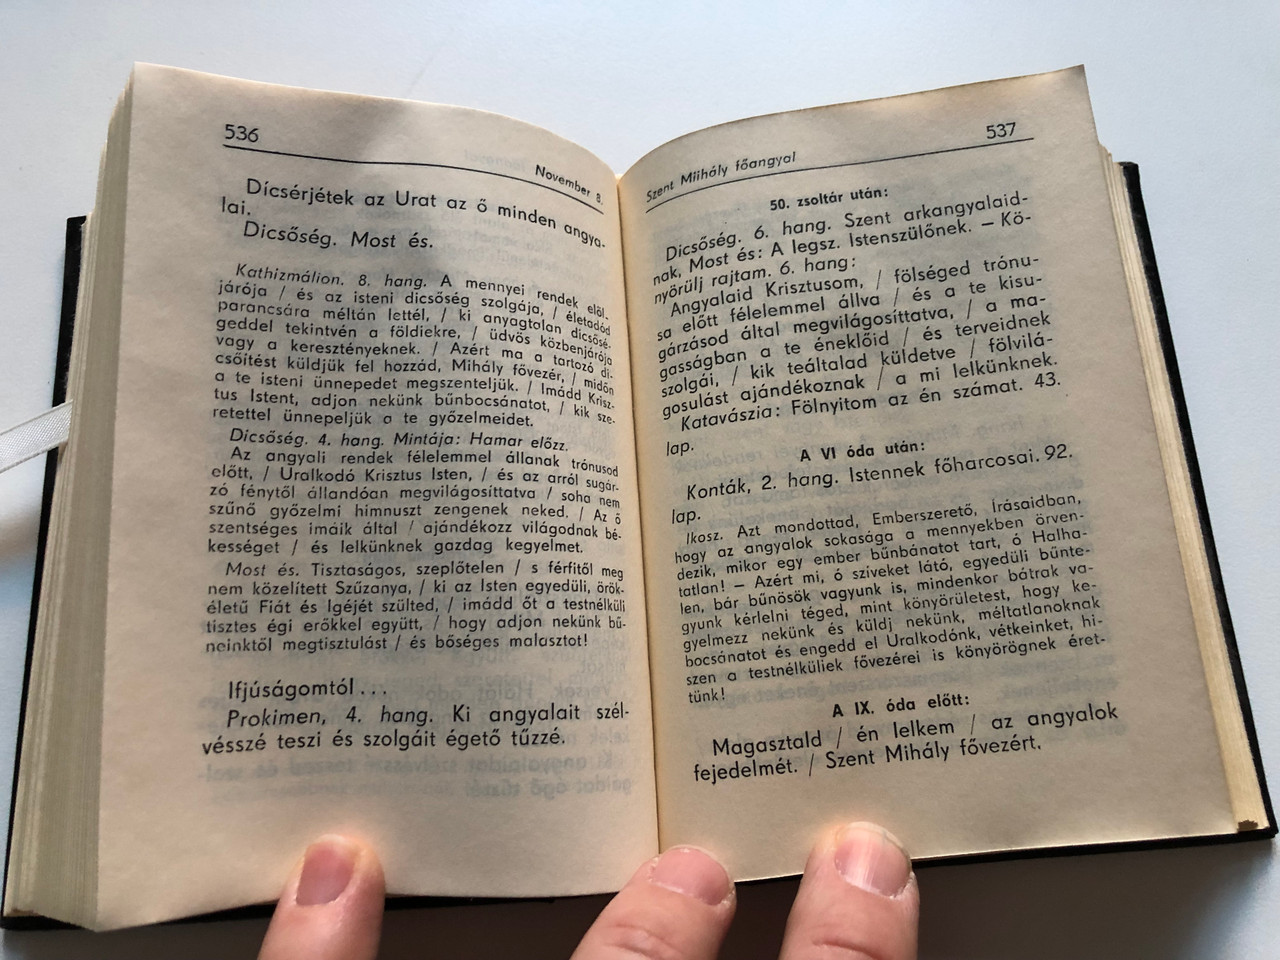 536
November 8.
Dícsérjétek az Urat az ő minden angya-
lai.
Dicsőség. Most és.
Kathizmálion. 8. hang. A mennyei rendek elöl-
járója / és az isteni dicsőség szolgája, / életadód
parancsára méltán lettél, / ki anyagtalan dicsősé-
geddel tekintvén a földiekre, / üdvös közbenjárója
vagy a keresztényeknek. / Azért ma a tartozó di-
csőítést küldjük fel hozzád, Mihály fővezér, / midőn
a te isteni ünnepedet megszenteljük. / Imádd Krisz-
tus Istent, adjon nekünk bűnbocsánatot, / kik sze-
retettel ünnepeljük a te győzelmeidet.
Dicsőség. 4. hang. Mintája: Hamar előzz.
Az angyali rendek félelemmel állanak trónusod
előtt, / Uralkodó Krisztus Isten, / és az arról sugár-
zó fénytől állandóan megvilágosíttatva / soha nem
szűnő győzelmi himnuszt zengenek neked. / Az ő
szentséges imáik által / ajándékozz világodnak bé-
kességet / és lelkünknek gazdag kegyelmet.
Most és. Tisztaságos, szeplőtelen / s férfitől meg
nem közelített Szűzanya, / ki az Isten egyedüli, örök-
életű Fiát és Igéjét szülted, / imádd őt a testnélküli
tisztes égi erőkkel együtt, / hogy adjon nekünk bű-
neinktől megtisztulást / és bőséges malasztot!
Ifjúságomtól...
Prokimen, 4. hang. Ki angyalait szél-
vésszé teszi és szolgáit égető tűzzé.
Szent Miihály főangyal
537
50. zsoltár után:
Dicsőség. 6. hang. Szent arkangyalaid-
nak, Most és: A legsz. Istenszülőnek. – Kö-
nyörülj rajtam. 6. hang:
Angyalaid Krisztusom, / fölséged trónu-
sa előtt félelemmel állva / és a te kisu-
gárzásod által megvilágosíttatva, / a ma-
gasságban a te éneklőid / és terveidnek
szolgái, / kik teáltalad küldetve / fölvilá-
gosulást ajándékoznak / a mi lelkünknek.
Katavászia: Fölnyitom az én számat. 43.
lap.
A VI óda után:
Konták, 2. hang. Istennek főharcosai. 92.
lap.
Ikosz. Azt mondottad, Emberszerető, Írásaidban,
hogy az angyalok sokasága a mennyekben örven-
dezik, mikor egy ember bűnbánatot tart, ó Halha-
tatlan! – Azért mi, ó sziveket látó, egyedüli bűnte-
len, bár bűnösök vagyunk is, mindenkor bátrak va-
gyunk kérlelni téged, mint könyörületest, hogy ke-
gyelmezz nekünk és küldj nekünk, méltatlanoknak
bocsánatot és engedd el Uralkodónk, vétkeinket, hi-
szen a testnélküliek fővezérei is könyörögnek éret-
tünk!
A IX. óda előtt:
Magasztald / én lelkem / az angyalok
fejedelmét. / Szent Mihály fővezért.